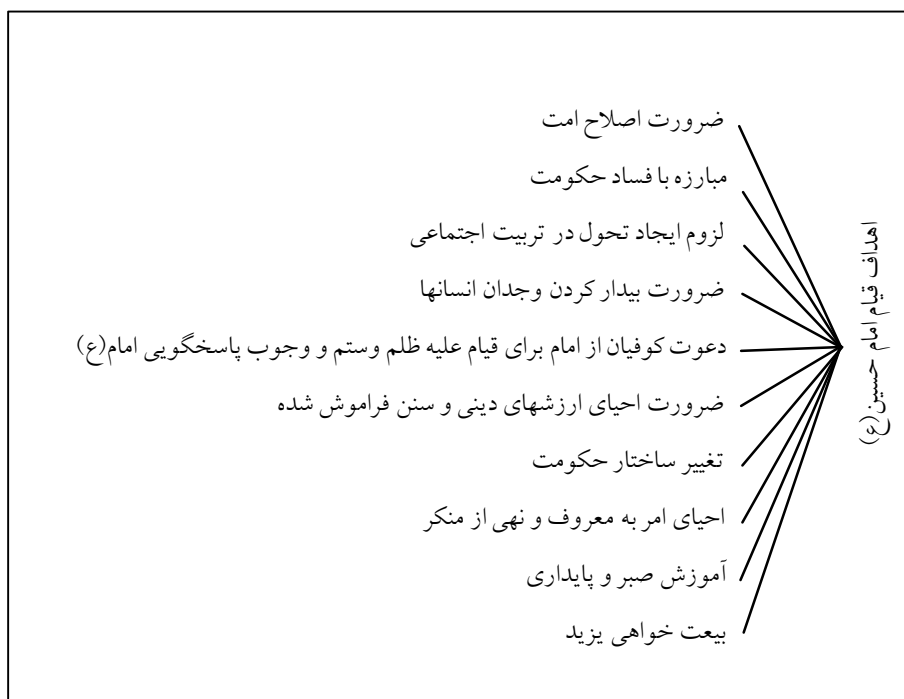 اهداف قیام امام حسین(ع)
ضرورت اصلاح امت
مبارزه با فساد حکومت
لزوم ایجاد تحول در تربیت اجتماعی
ضرورت بیدار کردن وجدان انسانها
دعوت کوفیان از امام برای قیام علیه ظلم وستم و وجوب پاسخگویی امام(ع)
ضرورت احیای ارزشهای دینی و سنن فراموش شده
تغییر ساختار حکومت
احیای امر به معروف و نهی از منکر
آموزش صبر و پایداری
بیعت خواهی یزید